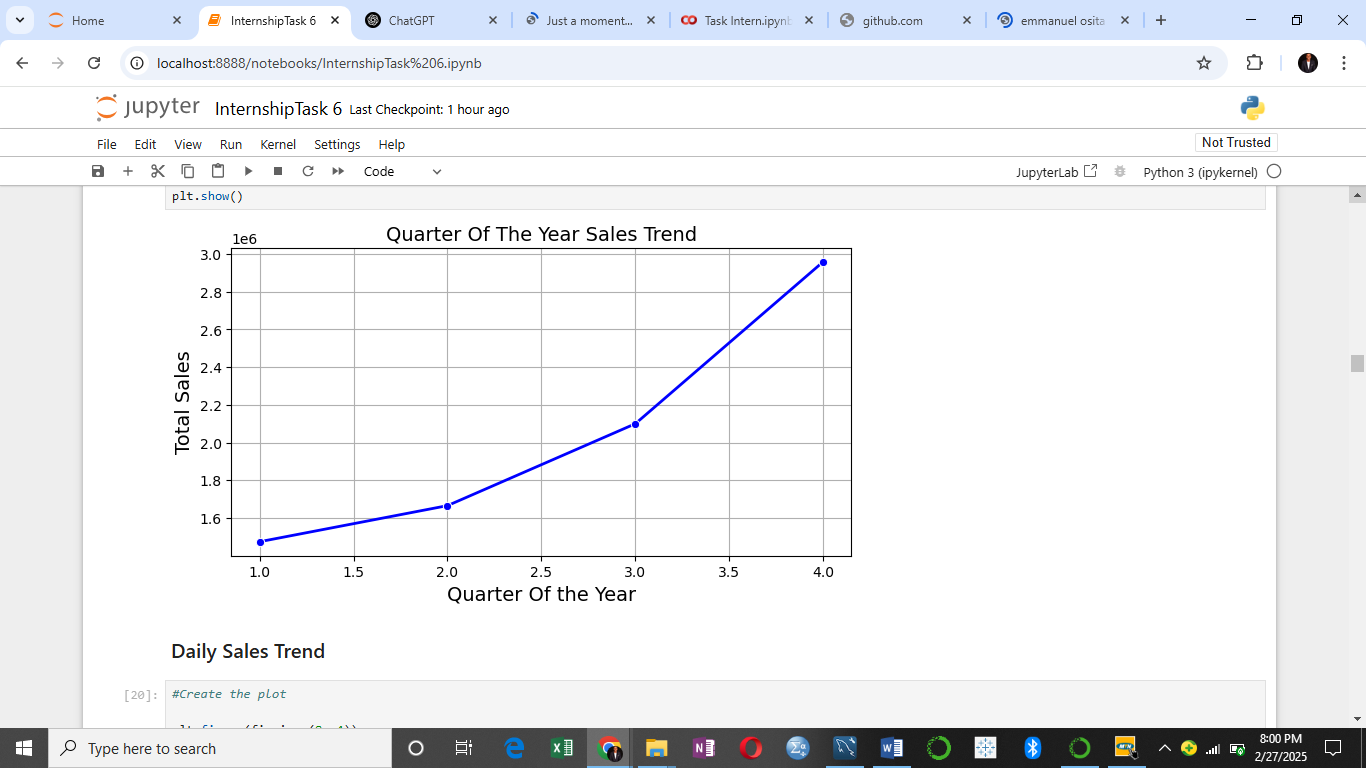 Home
InternshipTask 6
ChatGPT
Just a moment...
Task Intern.ipynb
github.com
emmanuel osita
localhost:8888/notebooks/InternshipTask%206.ipynb
jupyter InternshipTask 6 Last Checkpoint: 1 hour ago
File Edit View Run Kernel Settings Help Not Trusted
Code JupyterLab Python 3 (ipykernel)
plt.show()
Quarter Of The Year Sales Trend
1e6
3.0
2.8
2.6
2.4
2.2
2.0
1.8
1.6
Total Sales
1.0 1.5 2.0 2.5 3.0 3.5 4.0
Quarter Of the Year
Daily Sales Trend
[20]: #Create the plot
Type here to search
8:00 PM
2/27/2025